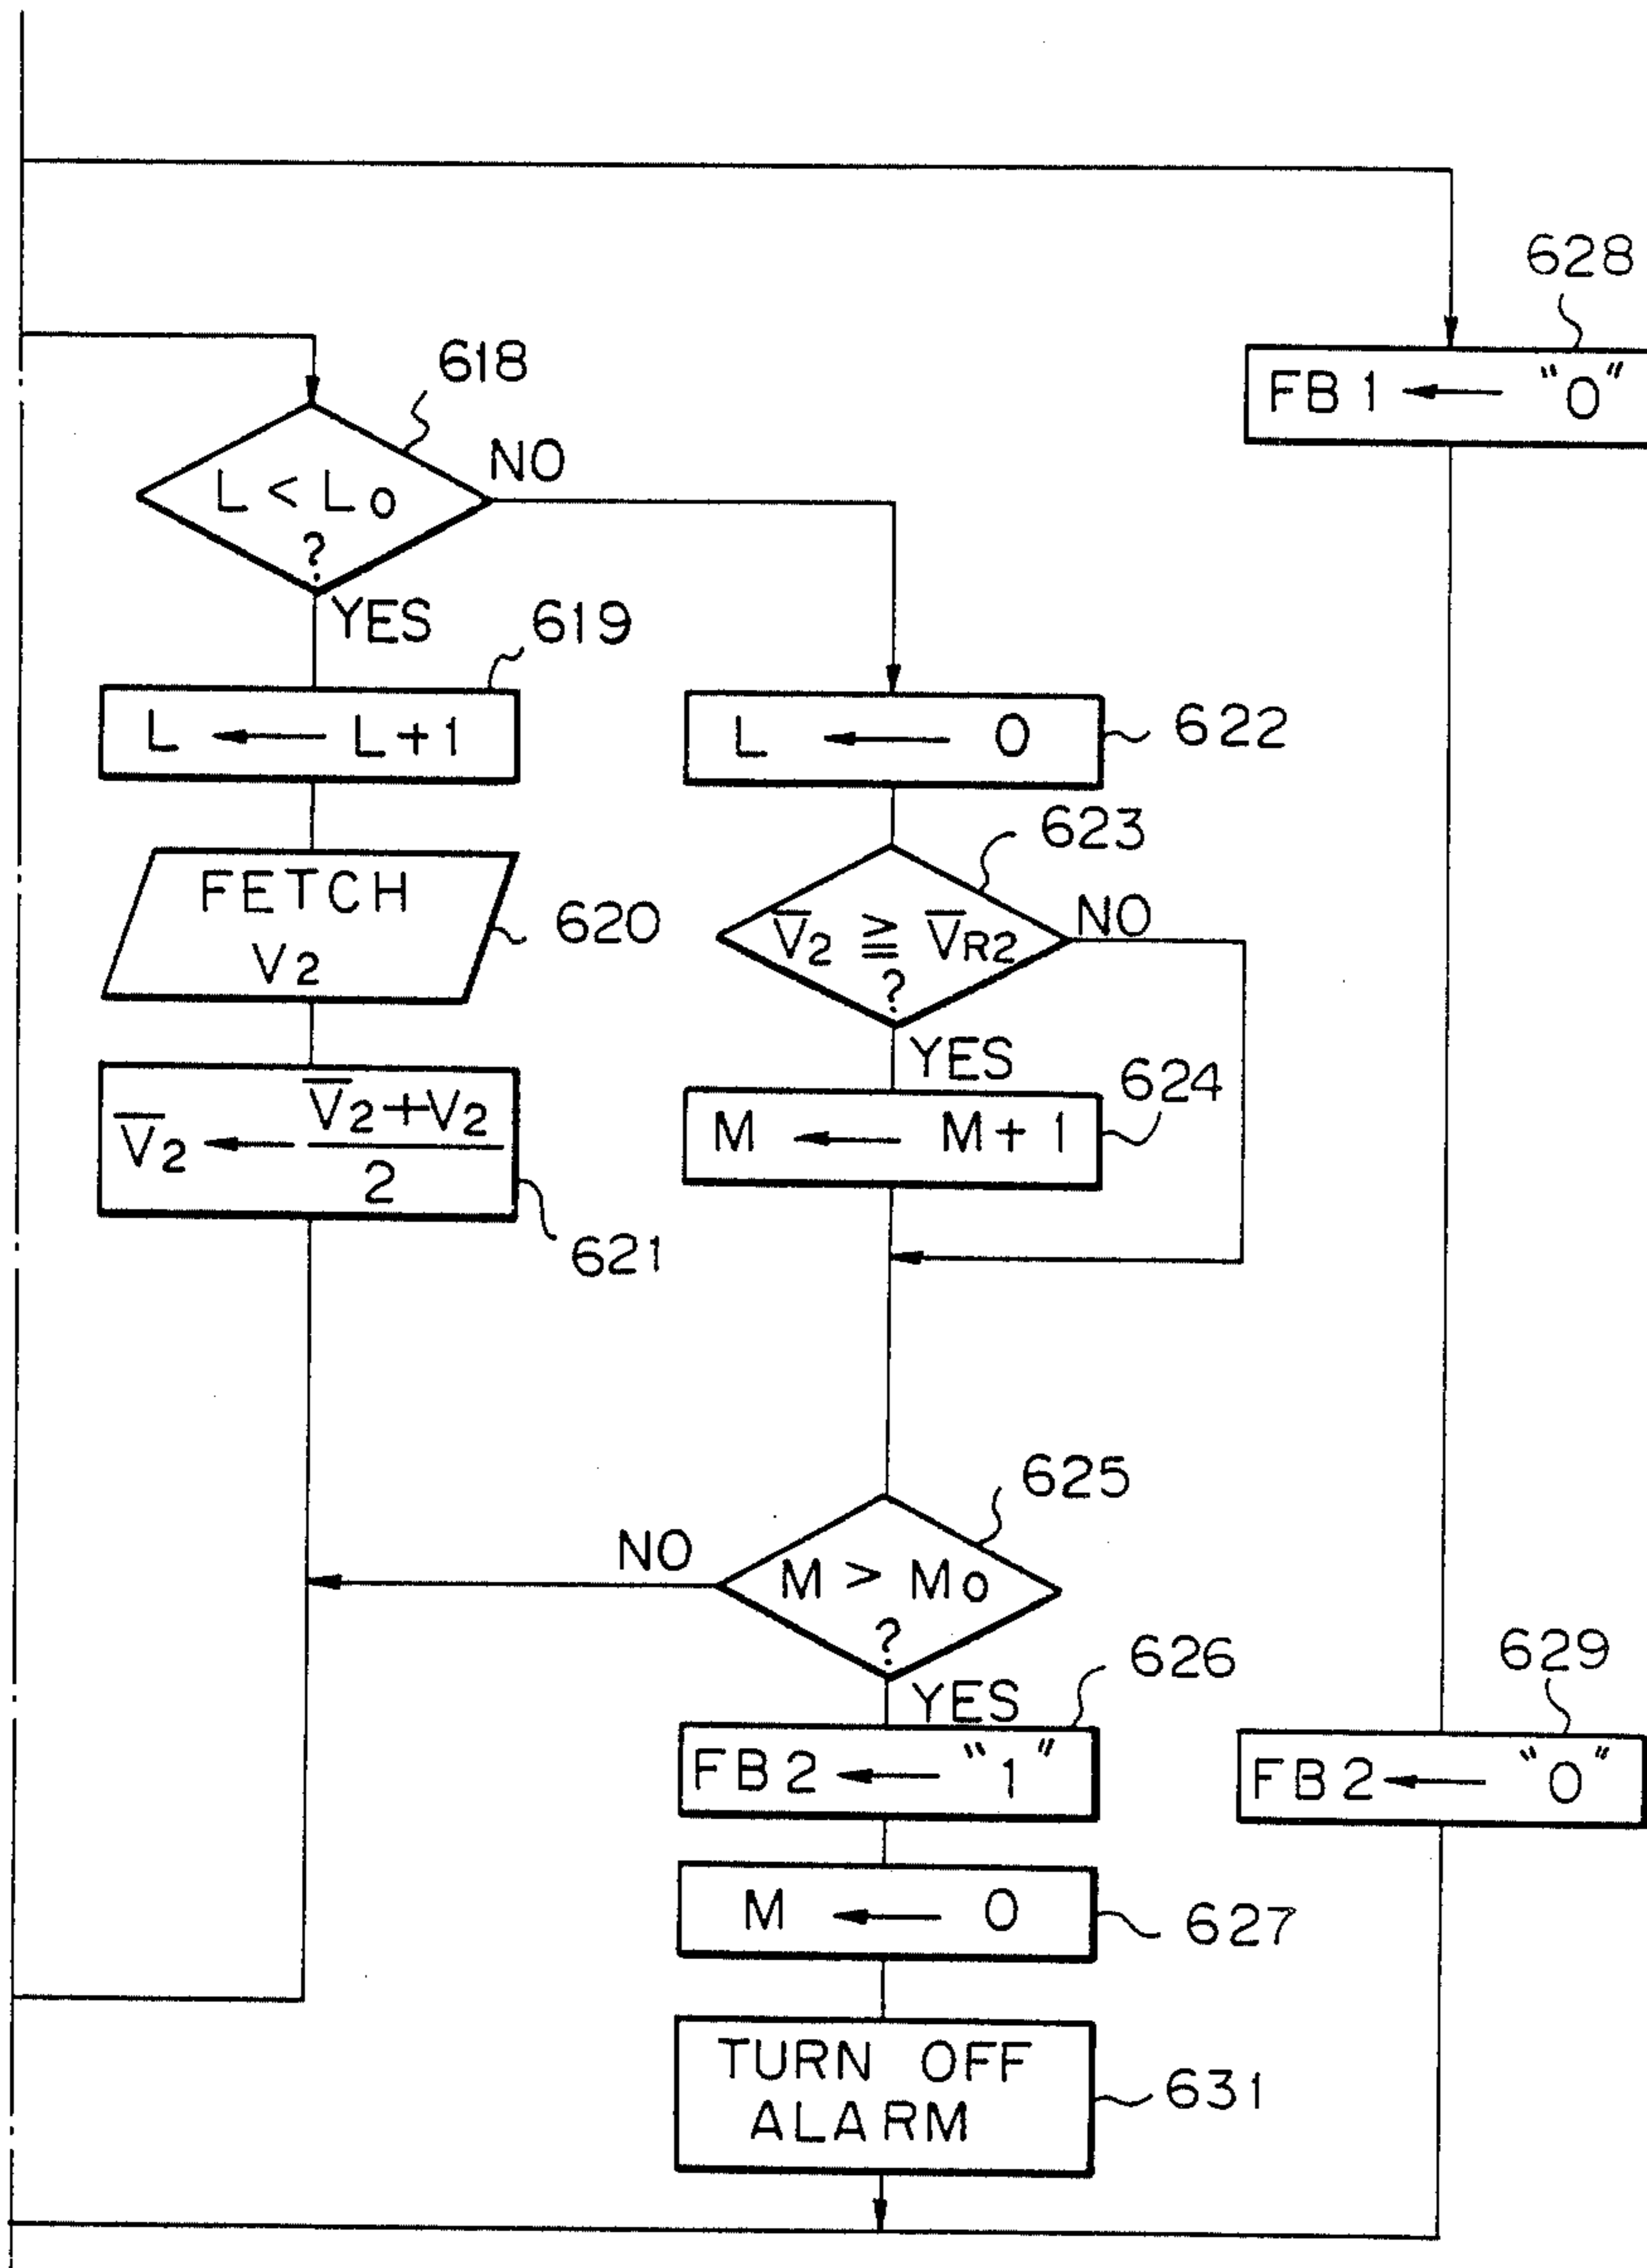 628
FB1 ← "0"
618
L < Lo
?
NO
YES
619
L ← L+1
L ← 0
622
623
FETCH
V2
620
V̅2 ≧ V̅R2
?
NO
YES
V̅2 ← V̅2+V2
2
621
624
M ← M+1
625
NO
M > Mo
?
YES
626
FB2 ← "1"
629
FB2 ← "0"
M ← 0
627
TURN OFF
ALARM
631